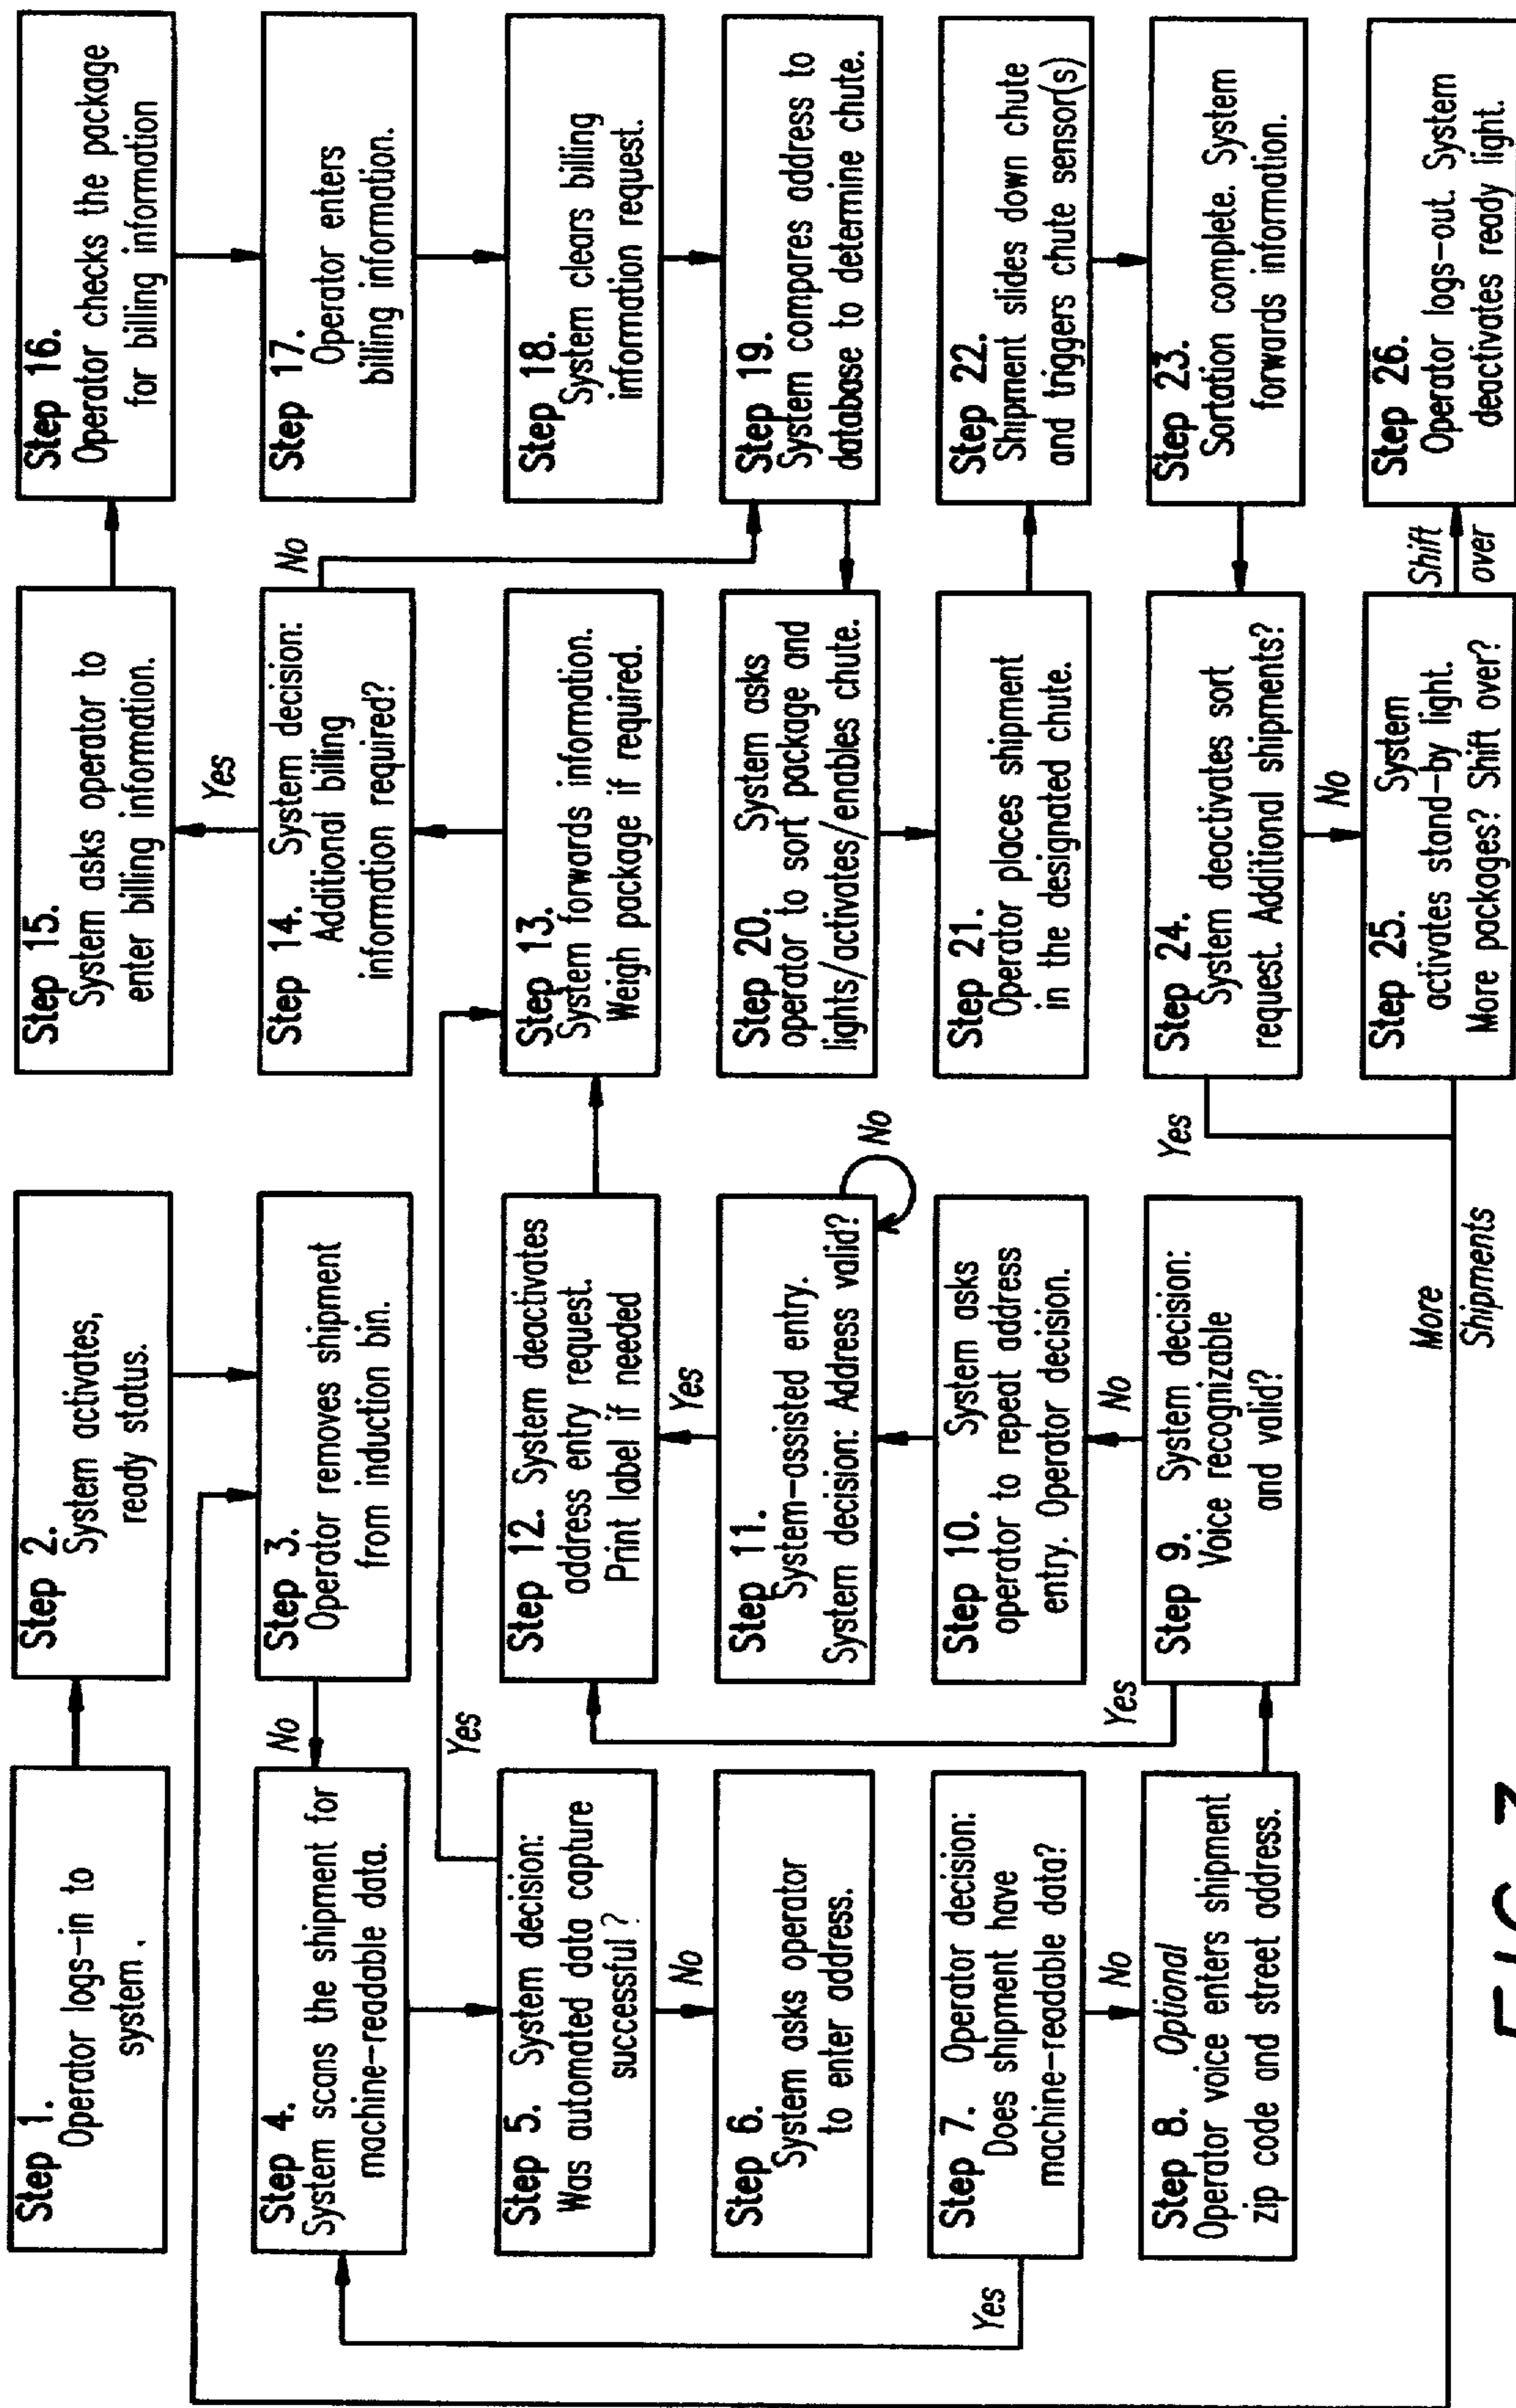 Step 1.
Operator logs-in to
system.
Step 2.
System activates,
ready status.
Step 3.
Operator removes shipment
from induction bin.
No
Step 4.
System scans the shipment for
machine-readable data.
Step 5. System decision:
Was automated data capture
successful?
Yes
No
Step 6.
System asks operator
to enter address.
Step 7. Operator decision:
Does shipment have
machine-readable data?
Yes
No
Step 8. Optional
Operator voice enters shipment
zip code and street address.
Step 9. System decision:
Voice recognizable
and valid?
Yes
No
Step 10. System asks
operator to repeat address
entry. Operator decision.
Step 11.
System-assisted entry.
System decision: Address valid?
No
Yes
Step 12. System deactivates
address entry request.
Print label if needed
Step 13.
System forwards information.
Weigh package if required.
Step 14. System decision:
Additional billing
information required?
Yes
No
Step 15.
System asks operator to
enter billing information.
Step 16.
Operator checks the package
for billing information
Step 17.
Operator enters
billing information.
Step 18.
System clears billing
information request.
Step 19.
System compares address to
database to determine chute.
Step 20. System asks
operator to sort package and
lights/activates/enables chute.
Step 21.
Operator places shipment
in the designated chute.
Step 22.
Shipment slides down chute
and triggers chute sensor(s)
Step 23.
Sortation complete. System
forwards information.
Step 24.
System deactivates sort
request. Additional shipments?
Yes
No
Step 25. System
activates stand-by light.
More packages? Shift over?
More
Shipments
Shift
over
Step 26.
Operator logs-out. System
deactivates ready light.